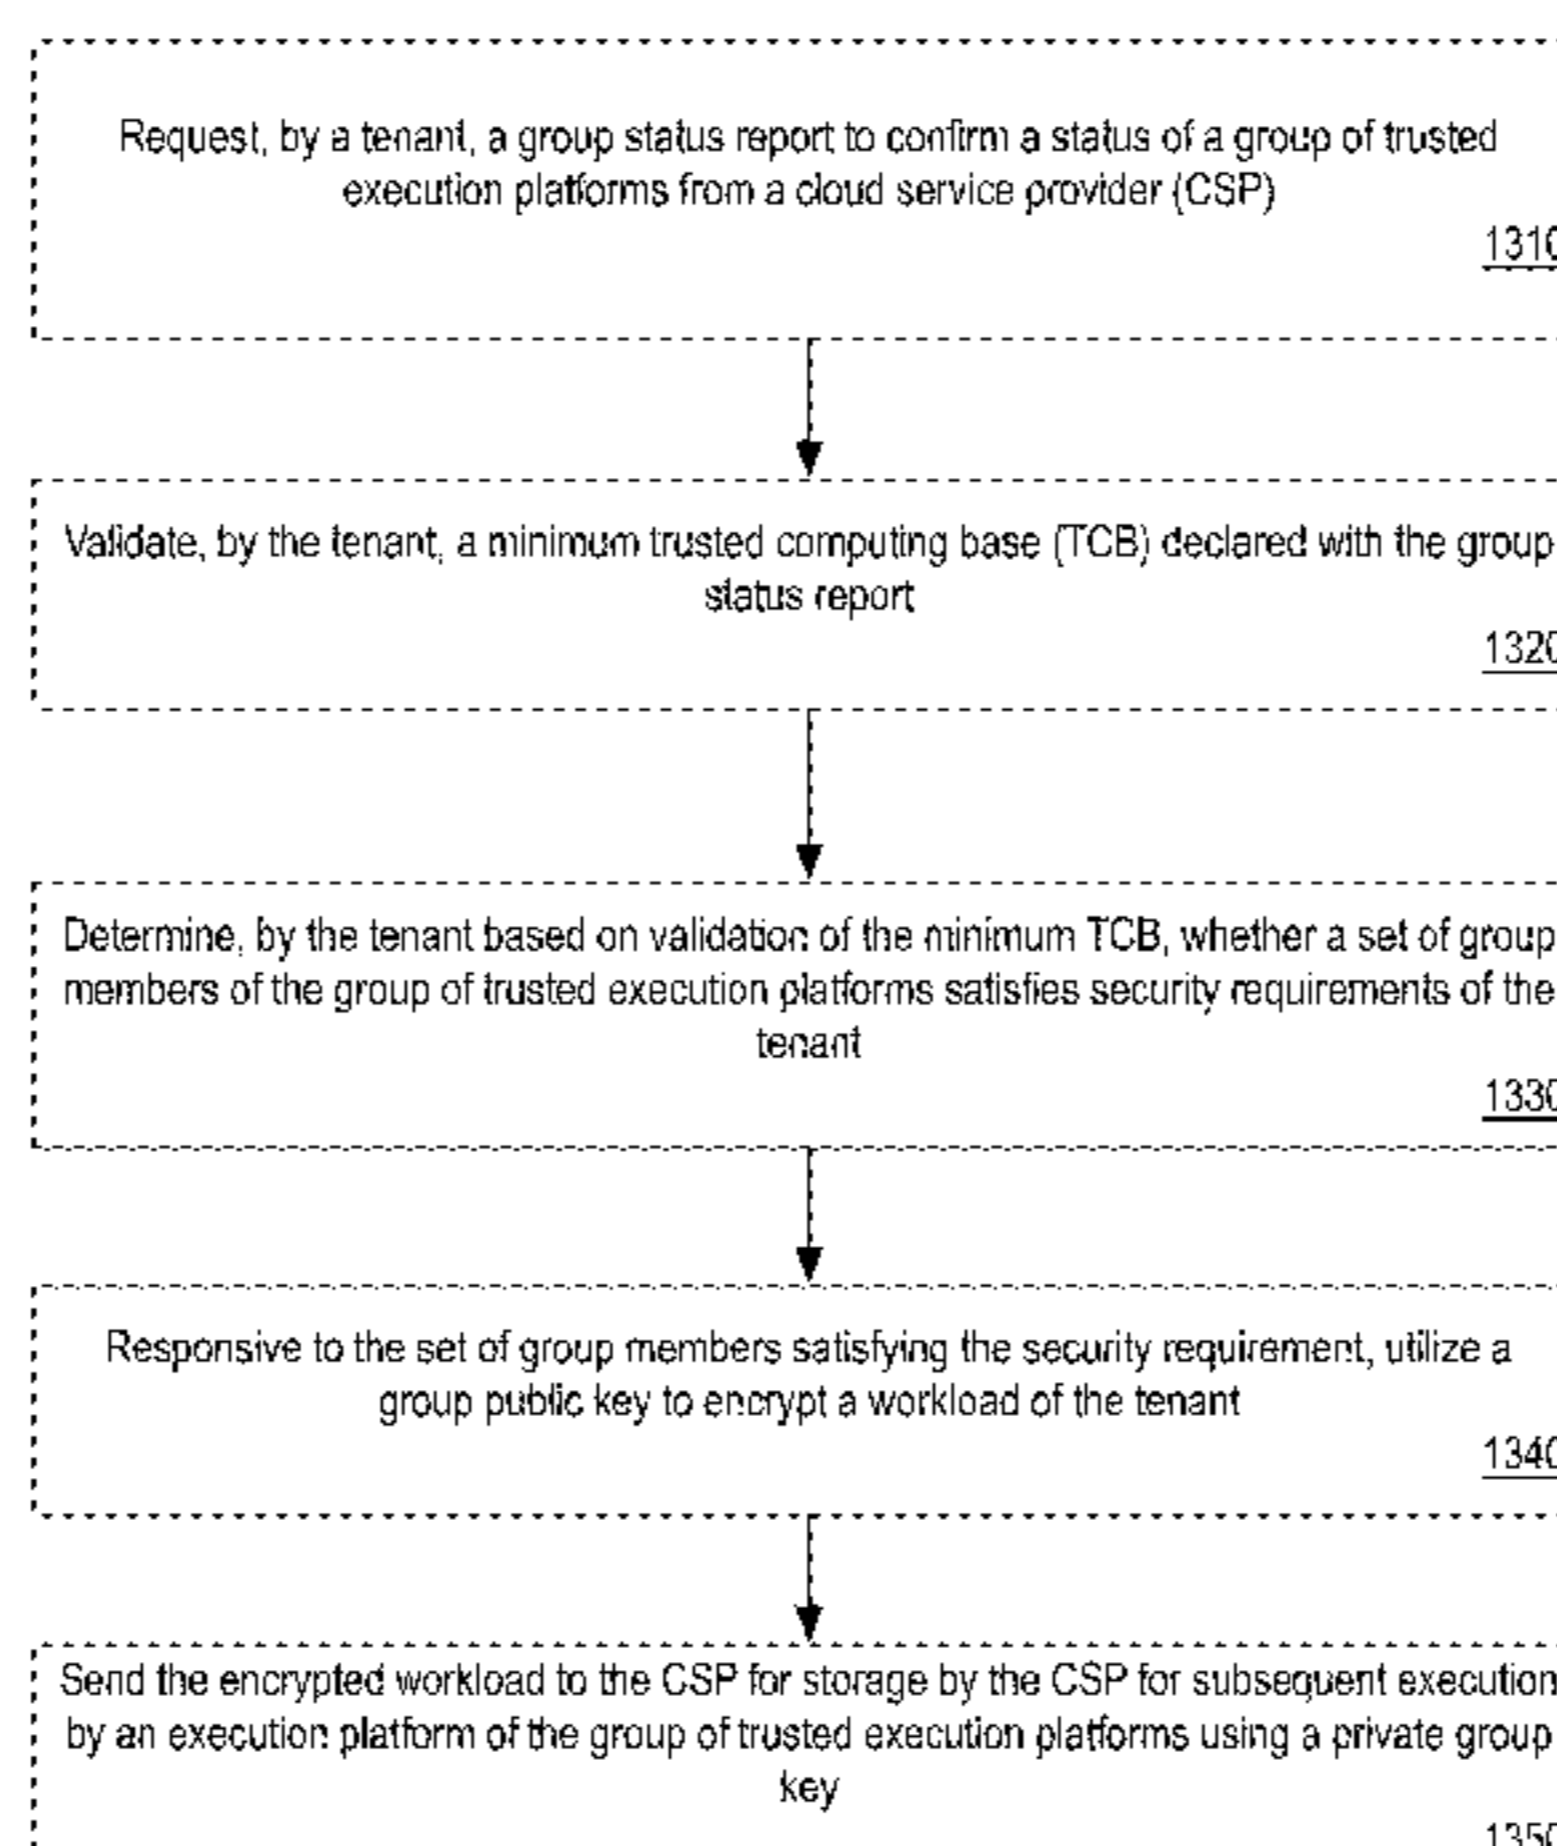 Request, by a tenant, a group status report to confirm a status of a group of trusted
execution platforms from a cloud service provider (CSP)
1310
Validate, by the tenant, a minimum trusted computing base (TCB) declared with the group
status report
1320
Determine, by the tenant based on validation of the minimum TCB, whether a set of group
members of the group of trusted execution platforms satisfies security requirements of the
tenant
1330
Responsive to the set of group members satisfying the security requirement, utilize a
group public key to encrypt a workload of the tenant
1340
Send the encrypted workload to the CSP for storage by the CSP for subsequent execution
by an execution platform of the group of trusted execution platforms using a private group
key
1350